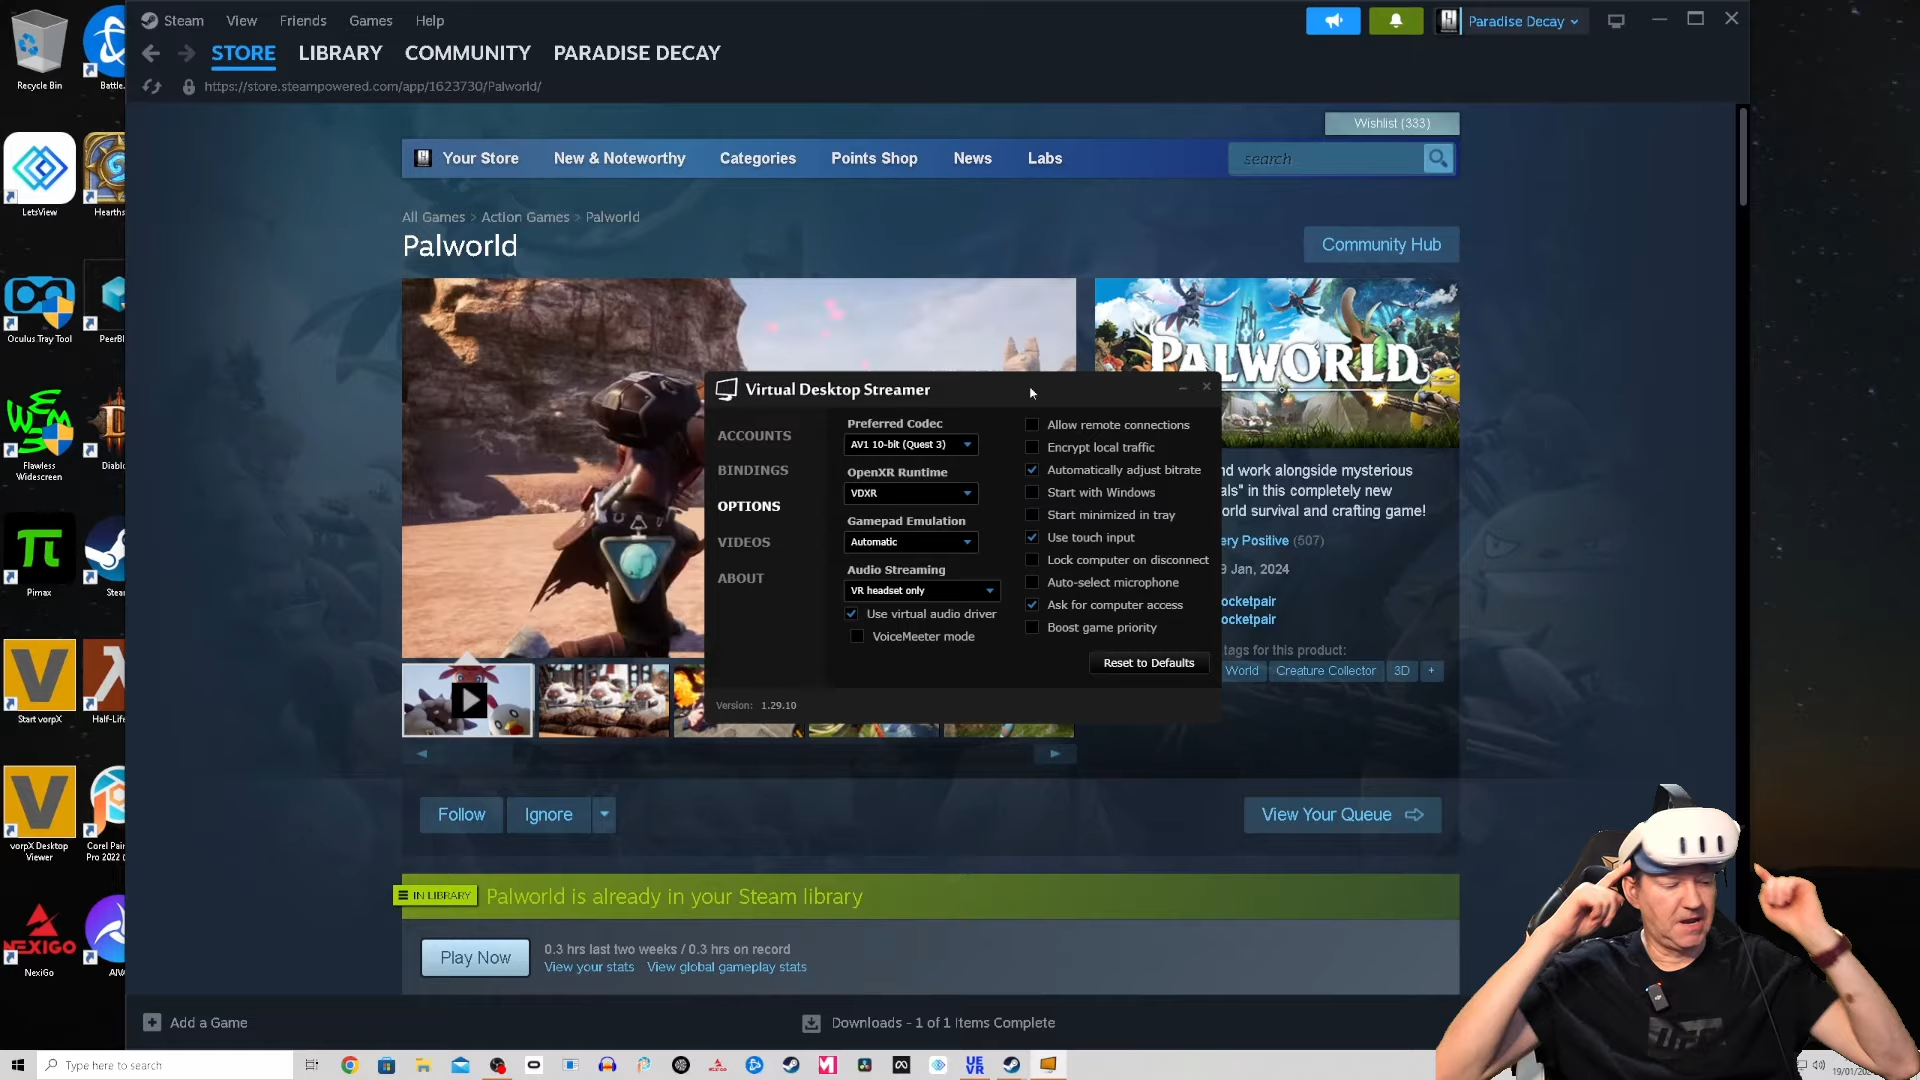 Steam View Friends Games Help
Paradise Decay
STORE LIBRARY COMMUNITY PARADISE DECAY
https://store.steampowered.com/app/1623730/Palworld/
Wishlist (333)
Your Store New & Noteworthy Categories Points Shop News Labs
search
All Games > Action Games > Palworld
Palworld
Community Hub
PALWORLD
Virtual Desktop Streamer
ACCOUNTS
BINDINGS
OPTIONS
VIDEOS
ABOUT
Preferred Codec
AV1 10-bit (Quest 3)
OpenXR Runtime
VDXR
Gamepad Emulation
Automatic
Audio Streaming
VR headset only
Use virtual audio driver
VoiceMeeter mode
Allow remote connections
Encrypt local traffic
Automatically adjust bitrate
Start with Windows
Start minimized in tray
Use touch input
Lock computer on disconnect
Auto-select microphone
Ask for computer access
Boost game priority
Reset to Defaults
Version: 1.29.10
nd work alongside mysterious
als" in this completely new
orld survival and crafting game!
ery Positive (507)
9 Jan, 2024
ocketpair
ocketpair
tags for this product:
World Creature Collector 3D +
Follow Ignore
View Your Queue
IN LIBRARY Palworld is already in your Steam library
Play Now
0.3 hrs last two weeks / 0.3 hrs on record
View your stats View global gameplay stats
Add a Game
Downloads - 1 of 1 Items Complete
Recycle Bin
Battle.
LetsView
Hearths
Oculus Tray Tool
PeerBl
Flawless
Widescreen
Diabl
Pimax
Stea
Start vorpX
Half-Life
vorpX Desktop
Viewer
Corel Pain
Pro 2022 (
NEXIGO
NexiGo
AIV
Type here to search
UE
VR